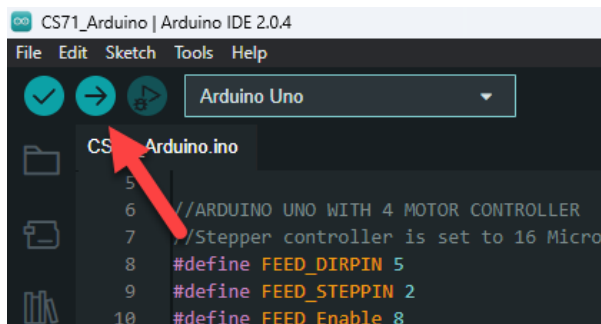 CS71_Arduino | Arduino IDE 2.0.4
File Edit Sketch Tools Help
Arduino Uno
Arduino.ino
5
6 //ARDUINO UNO WITH 4 MOTOR CONTROLLER
7 //Stepper controller is set to 16 Micro
8 #define FEED_DIRPIN 5
9 #define FEED_STEPPIN 2
10 #define FEED_Enable 8